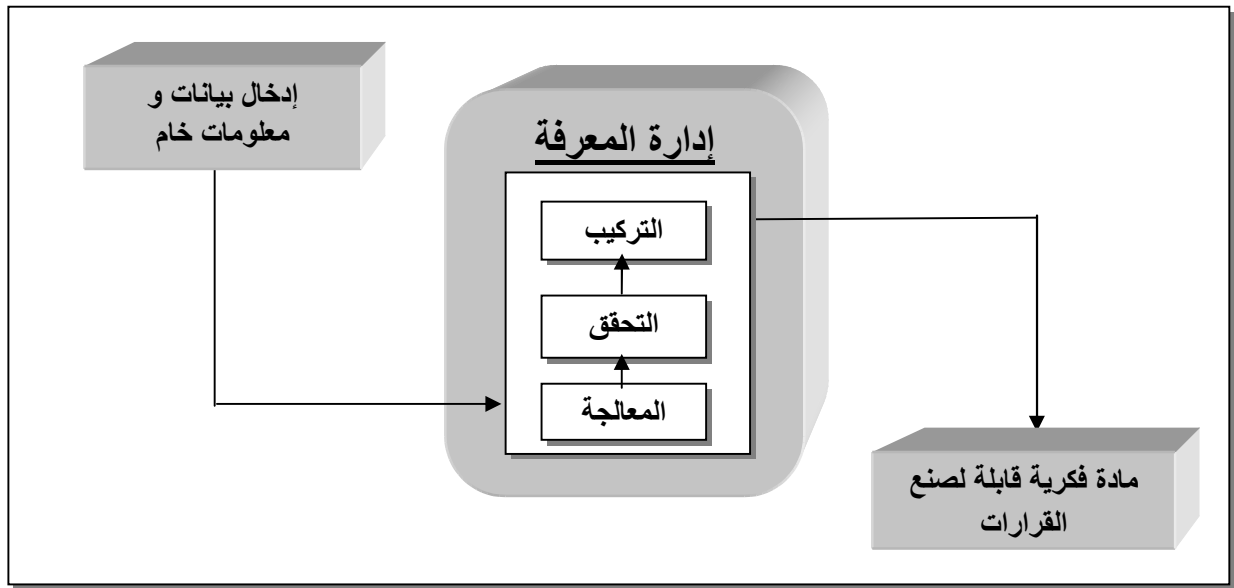 إدخال بيانات و
معلومات خام
إدارة المعرفة
التركيب
التحقق
المعالجة
مادة فكرية قابلة لصنع
القرارات